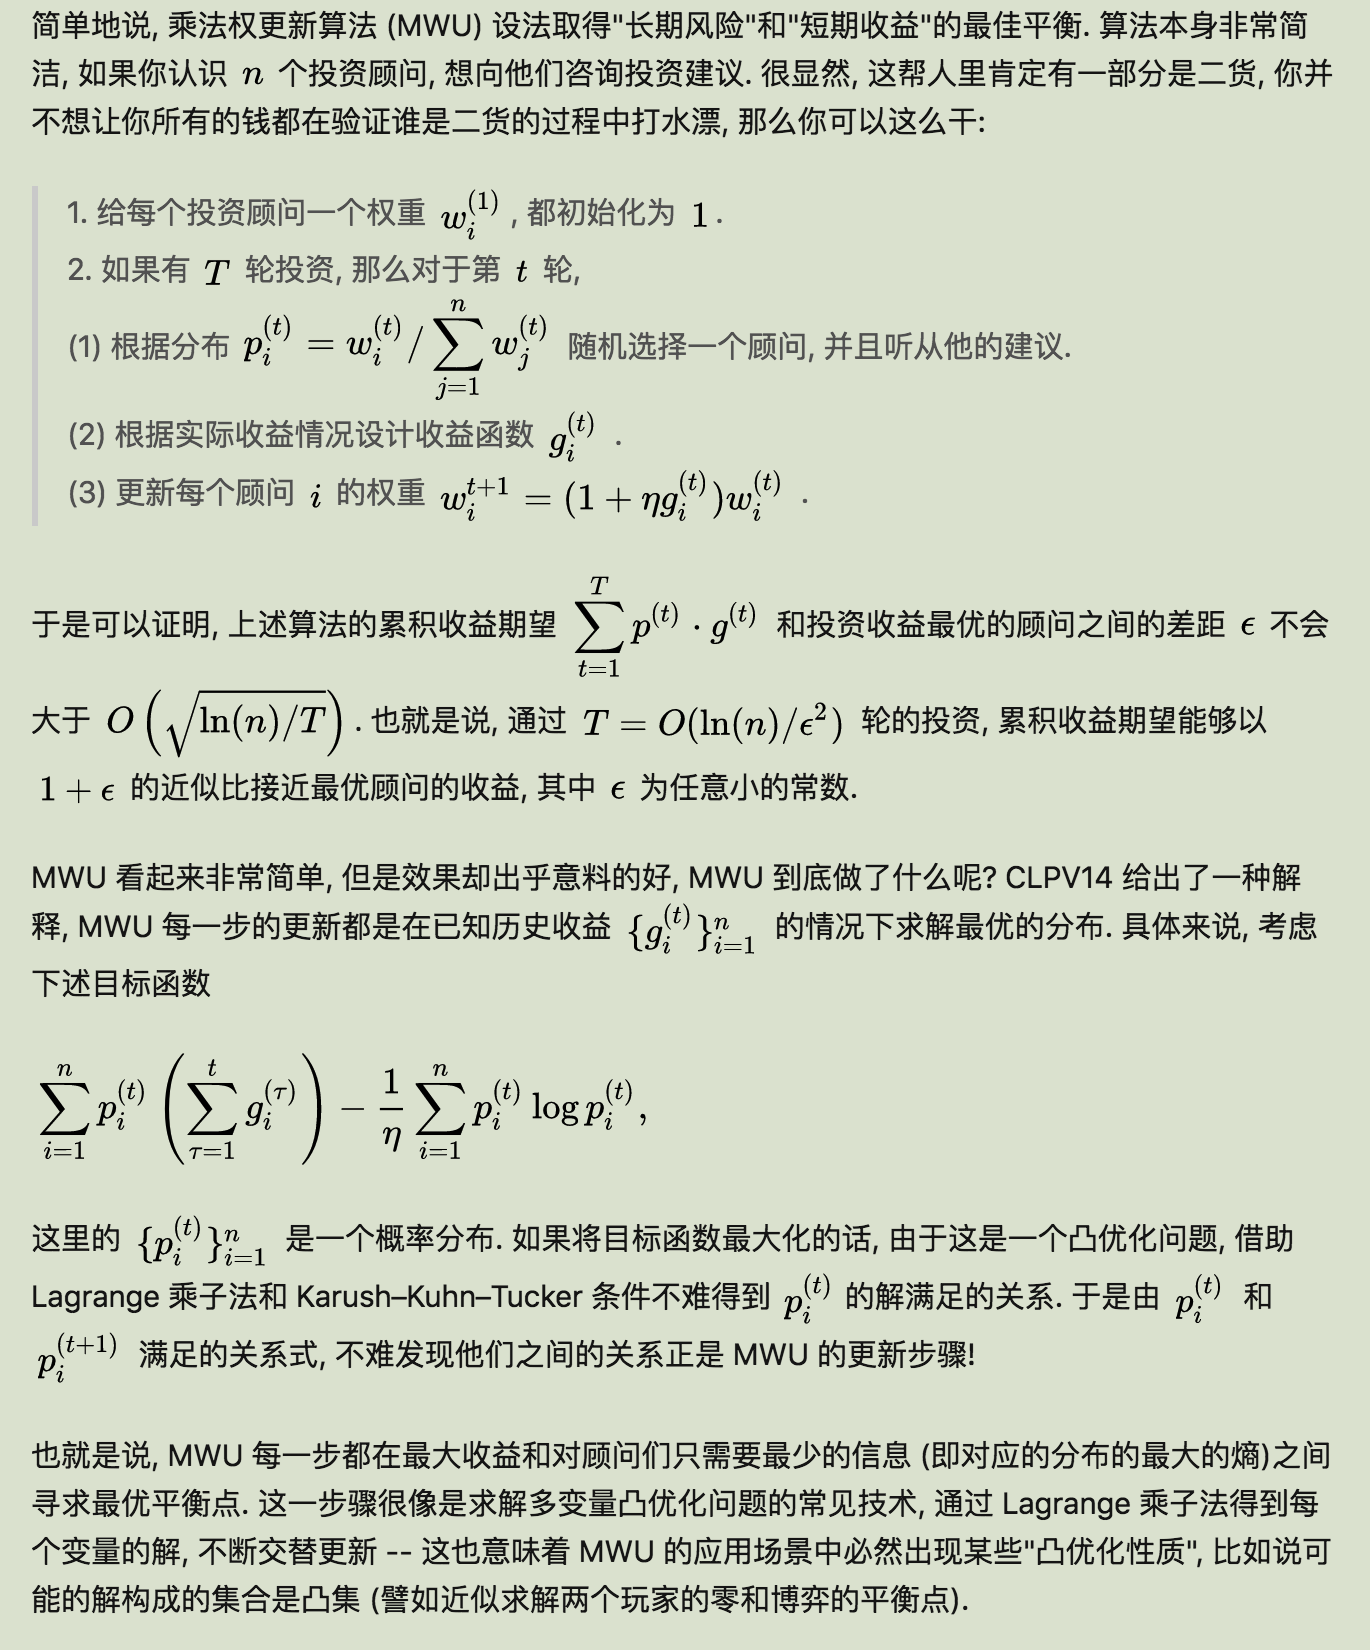 简单地说, 乘法权更新算法 (MWU) 设法取得"长期风险"和"短期收益"的最佳平衡. 算法本身非常简
洁, 如果你认识 n 个投资顾问, 想向他们咨询投资建议. 很显然, 这帮人里肯定有一部分是二货, 你并
不想让你所有的钱都在验证谁是二货的过程中打水漂, 那么你可以这么干:
1. 给每个投资顾问一个权重 $w_i^{(1)}$ , 都初始化为 1 .
2. 如果有 T 轮投资, 那么对于第 t 轮,
(1) 根据分布 $p_i^{(t)} = w_i^{(t)} / \sum_{j=1}^{n} w_j^{(t)}$ 随机选择一个顾问, 并且听从他的建议.
(2) 根据实际收益情况设计收益函数 $g_i^{(t)}$ .
(3) 更新每个顾问 i 的权重 $w_i^{t+1} = (1 + \eta g_i^{(t)}) w_i^{(t)}$ .
于是可以证明, 上述算法的累积收益期望 $\sum_{t=1}^{T} p^{(t)} \cdot g^{(t)}$ 和投资收益最优的顾问之间的差距 $\epsilon$ 不会
大于 $O\left(\sqrt{\ln(n)/T}\right)$ . 也就是说, 通过 $T = O(\ln(n)/\epsilon^2)$ 轮的投资, 累积收益期望能够以
$1 + \epsilon$ 的近似比接近最优顾问的收益, 其中 $\epsilon$ 为任意小的常数.
MWU 看起来非常简单, 但是效果却出乎意料的好, MWU 到底做了什么呢? CLPV14 给出了一种解
释, MWU 每一步的更新都是在已知历史收益 $\{g_i^{(t)}\}_{i=1}^{n}$ 的情况下求解最优的分布. 具体来说, 考虑
下述目标函数
$\sum_{i=1}^{n} p_i^{(t)} \left( \sum_{\tau=1}^{t} g_i^{(\tau)} \right) - \frac{1}{\eta} \sum_{i=1}^{n} p_i^{(t)} \log p_i^{(t)},$
这里的 $\{p_i^{(t)}\}_{i=1}^{n}$ 是一个概率分布. 如果将目标函数最大化的话, 由于这是一个凸优化问题, 借助
Lagrange 乘子法和 Karush–Kuhn–Tucker 条件不难得到 $p_i^{(t)}$ 的解满足的关系. 于是由 $p_i^{(t)}$ 和
$p_i^{(t+1)}$ 满足的关系式, 不难发现他们之间的关系正是 MWU 的更新步骤!
也就是说, MWU 每一步都在最大收益和对顾问们只需要最少的信息 (即对应的分布的最大的熵)之间
寻求最优平衡点. 这一步骤很像是求解多变量凸优化问题的常见技术, 通过 Lagrange 乘子法得到每
个变量的解, 不断交替更新 -- 这也意味着 MWU 的应用场景中必然出现某些"凸优化性质", 比如说可
能的解构成的集合是凸集 (譬如近似求解两个玩家的零和博弈的平衡点).